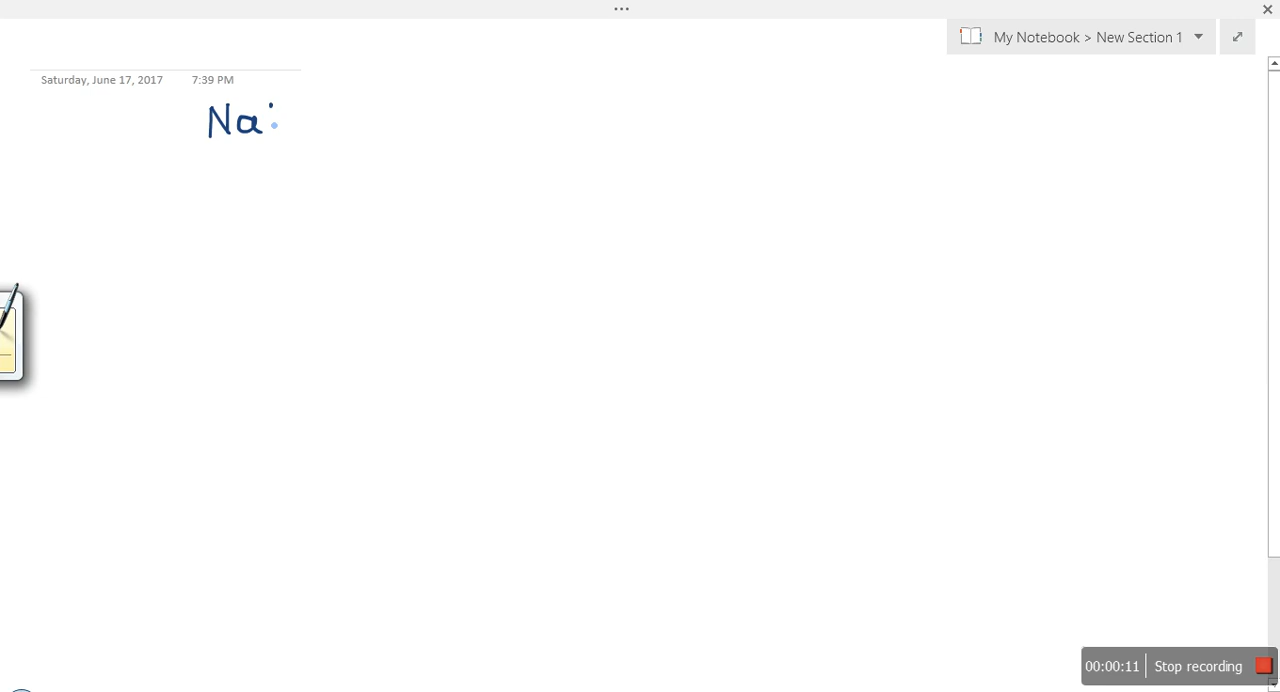 My Notebook > New Section 1
Saturday, June 17, 2017 7:39 PM
Na
00:00:11 Stop recording